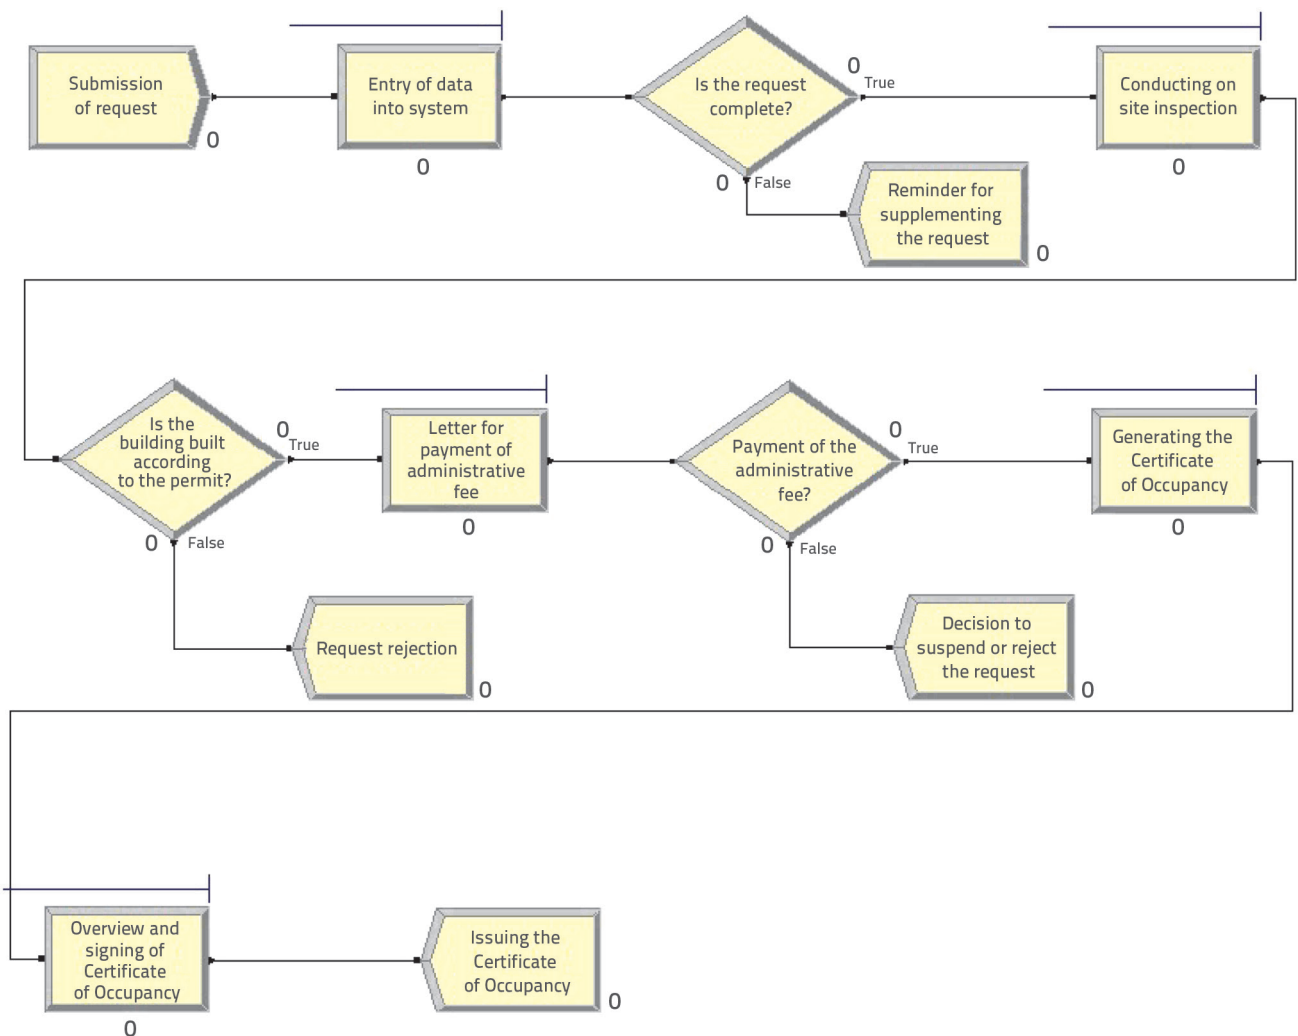 Submission
of request
0
Entry of data
into system
0
Is the request
complete?
0
True
0
False
Reminder for
supplementing
the request
0
Conducting on
site inspection
0
Is the
building built
according
to the permit?
0
True
0
False
Request rejection
0
Letter for
payment of
administrative
fee
0
Payment of the
administrative
fee?
0
True
0
False
Decision to
suspend or reject
the request
0
Generating the
Certificate
of Occupancy
0
Overview and
signing of
Certificate
of Occupancy
0
Issuing the
Certificate
of Occupancy
0